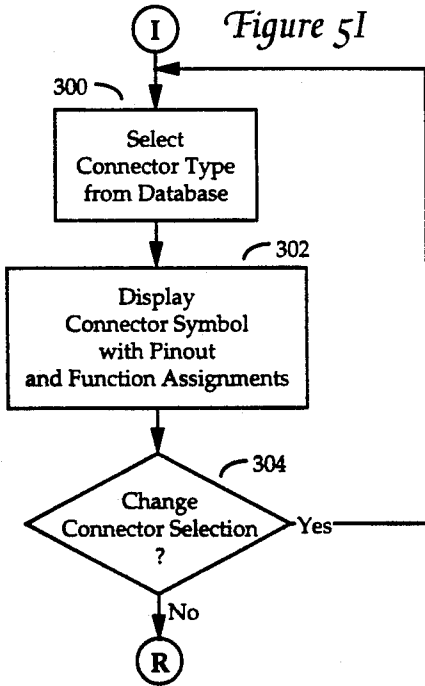 I
Figure 5I
300
Select
Connector Type
from Database
302
Display
Connector Symbol
with Pinout
and Function Assignments
304
Change
Connector Selection
?
Yes
No
R